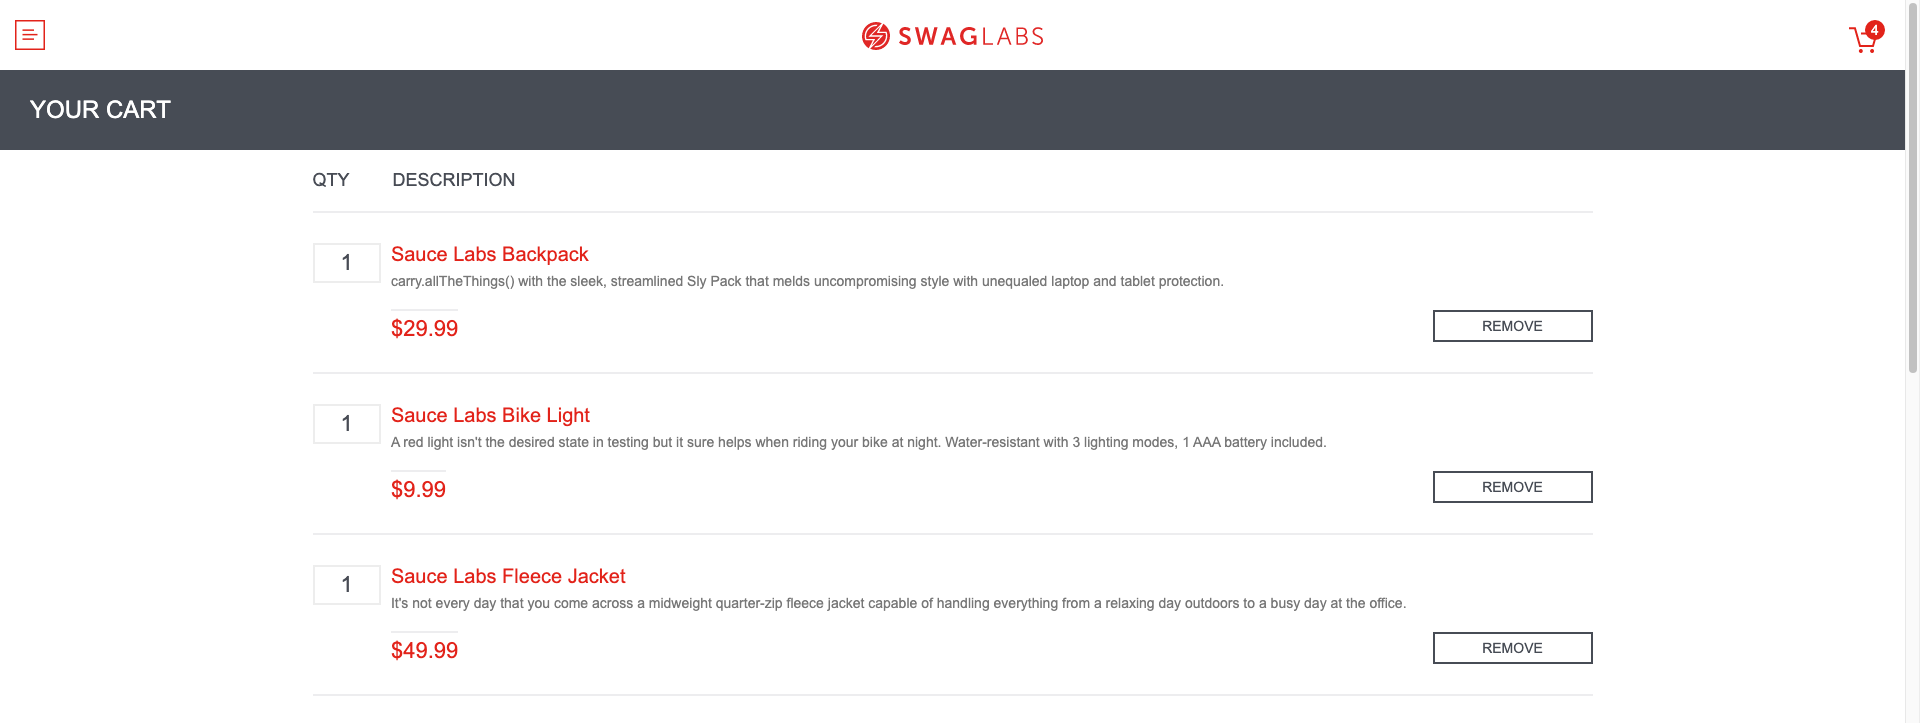 SWAGLABS
4
YOUR CART
QTY DESCRIPTION
1
Sauce Labs Backpack
carry.allTheThings() with the sleek, streamlined Sly Pack that melds uncompromising style with unequaled laptop and tablet protection.
$29.99
REMOVE
1
Sauce Labs Bike Light
A red light isn't the desired state in testing but it sure helps when riding your bike at night. Water-resistant with 3 lighting modes, 1 AAA battery included.
$9.99
REMOVE
1
Sauce Labs Fleece Jacket
It's not every day that you come across a midweight quarter-zip fleece jacket capable of handling everything from a relaxing day outdoors to a busy day at the office.
$49.99
REMOVE